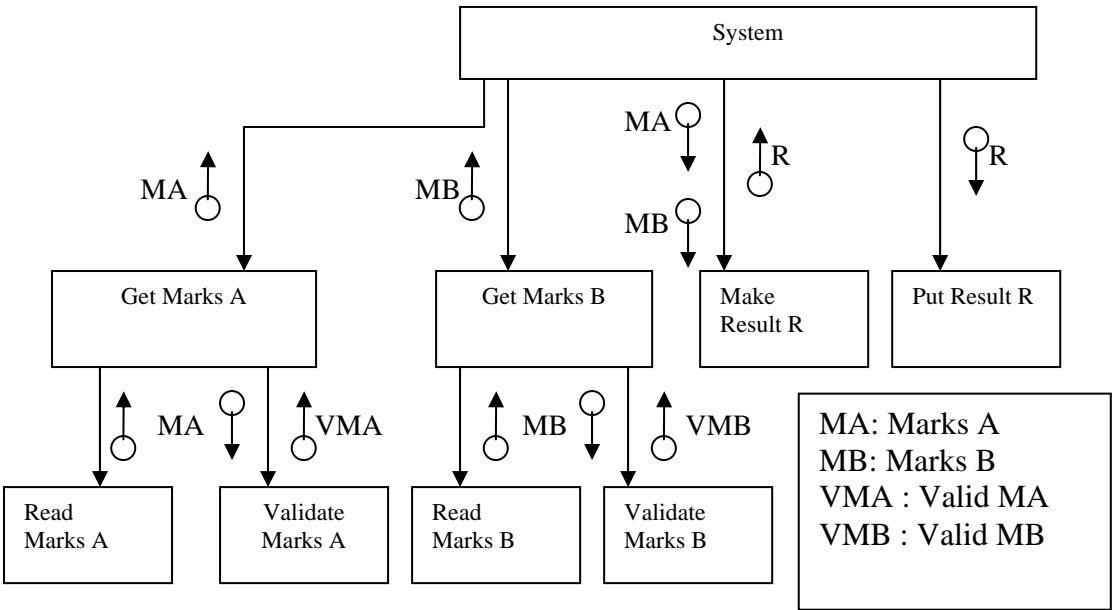 System
MA
R
R
MA
MB
MB
Get Marks A
Get Marks B
Make
Result R
Put Result R
MA
VMA
MB
VMB
MA: Marks A
MB: Marks B
VMA : Valid MA
VMB : Valid MB
Read
Marks A
Validate
Marks A
Read
Marks B
Validate
Marks B